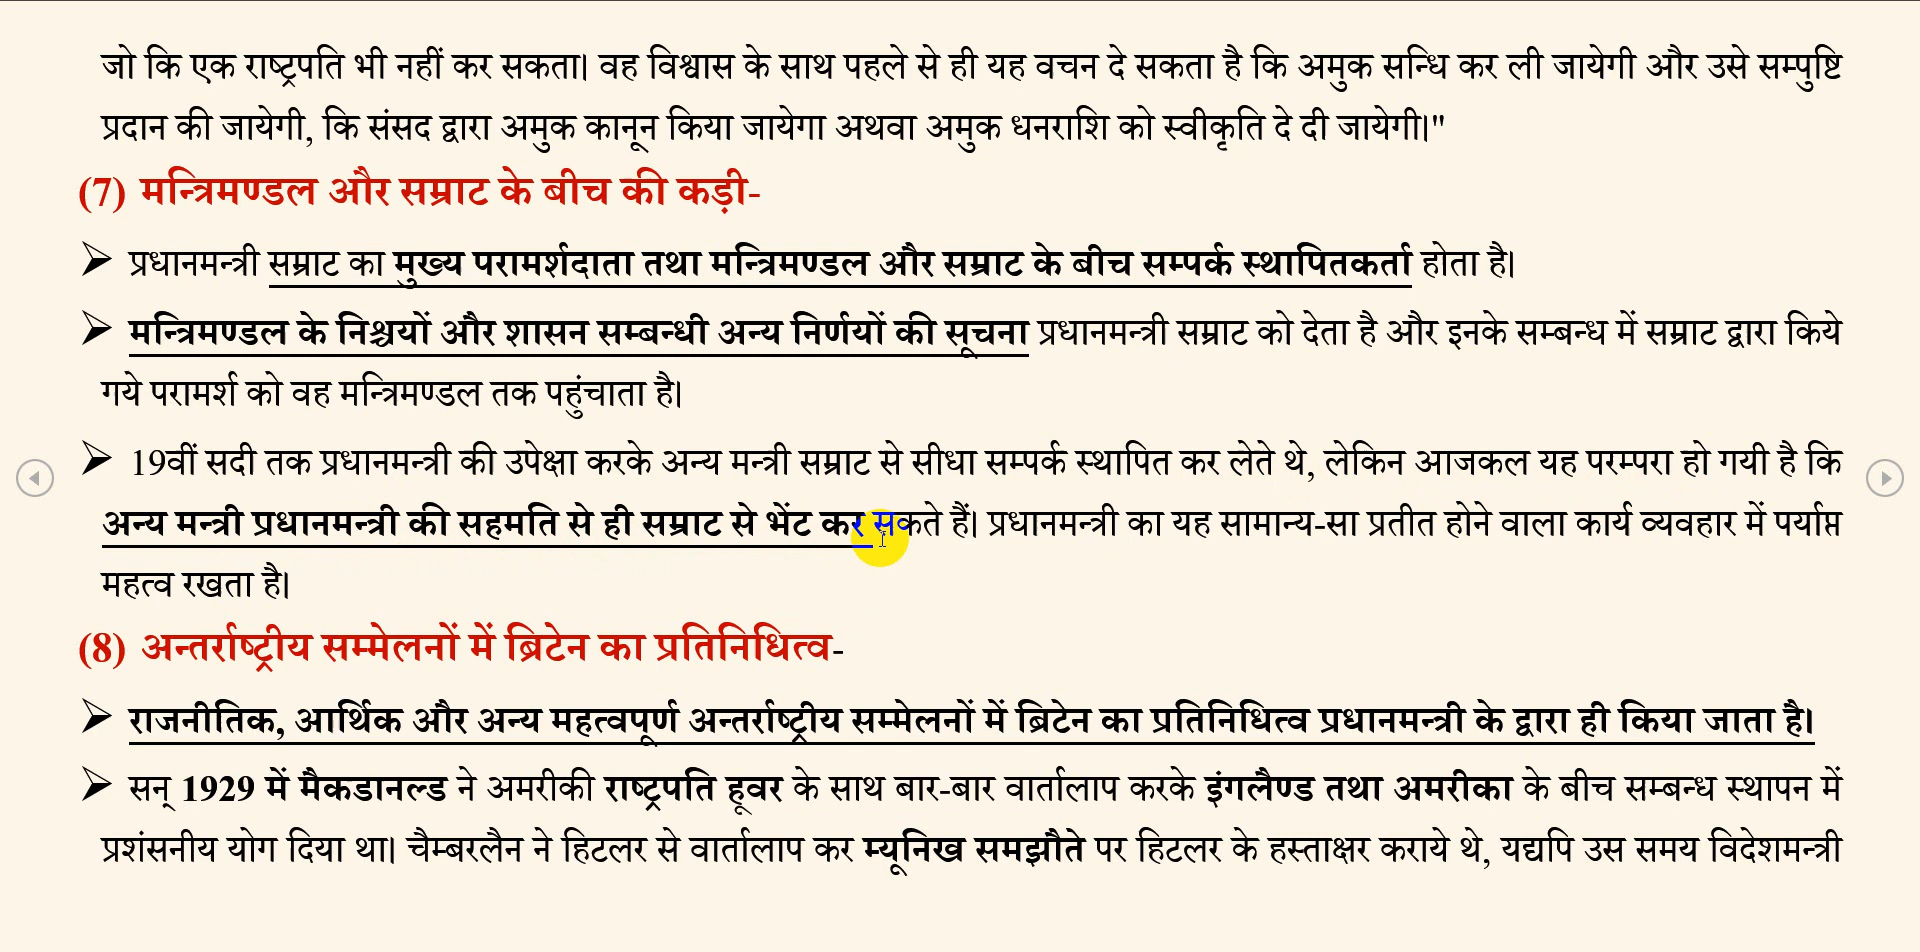 जो कि एक राष्ट्रपति भी नहीं कर सकता। वह विश्वास के साथ पहले से ही यह वचन दे सकता है कि अमुक सन्धि कर ली जायेगी और उसे सम्पुष्टि
प्रदान की जायेगी, कि संसद द्वारा अमुक कानून किया जायेगा अथवा अमुक धनराशि को स्वीकृति दे दी जायेगी।"
(7) मन्त्रिमण्डल और सम्राट के बीच की कड़ी-
➢ प्रधानमन्त्री सम्राट का मुख्य परामर्शदाता तथा मन्त्रिमण्डल और सम्राट के बीच सम्पर्क स्थापितकर्ता होता है।
➢ मन्त्रिमण्डल के निश्चयों और शासन सम्बन्धी अन्य निर्णयों की सूचना प्रधानमन्त्री सम्राट को देता है और इनके सम्बन्ध में सम्राट द्वारा किये
गये परामर्श को वह मन्त्रिमण्डल तक पहुंचाता है।
➢ 19वीं सदी तक प्रधानमन्त्री की उपेक्षा करके अन्य मन्त्री सम्राट से सीधा सम्पर्क स्थापित कर लेते थे, लेकिन आजकल यह परम्परा हो गयी है कि
अन्य मन्त्री प्रधानमन्त्री की सहमति से ही सम्राट से भेंट कर सकते हैं। प्रधानमन्त्री का यह सामान्य-सा प्रतीत होने वाला कार्य व्यवहार में पर्याप्त
महत्व रखता है।
(8) अन्तर्राष्ट्रीय सम्मेलनों में ब्रिटेन का प्रतिनिधित्व-
➢ राजनीतिक, आर्थिक और अन्य महत्वपूर्ण अन्तर्राष्ट्रीय सम्मेलनों में ब्रिटेन का प्रतिनिधित्व प्रधानमन्त्री के द्वारा ही किया जाता है।
➢ सन् 1929 में मैकडानल्ड ने अमरीकी राष्ट्रपति हूवर के साथ बार-बार वार्तालाप करके इंगलैण्ड तथा अमरीका के बीच सम्बन्ध स्थापन में
प्रशंसनीय योग दिया था। चैम्बरलैन ने हिटलर से वार्तालाप कर म्यूनिख समझौते पर हिटलर के हस्ताक्षर कराये थे, यद्यपि उस समय विदेशमन्त्री